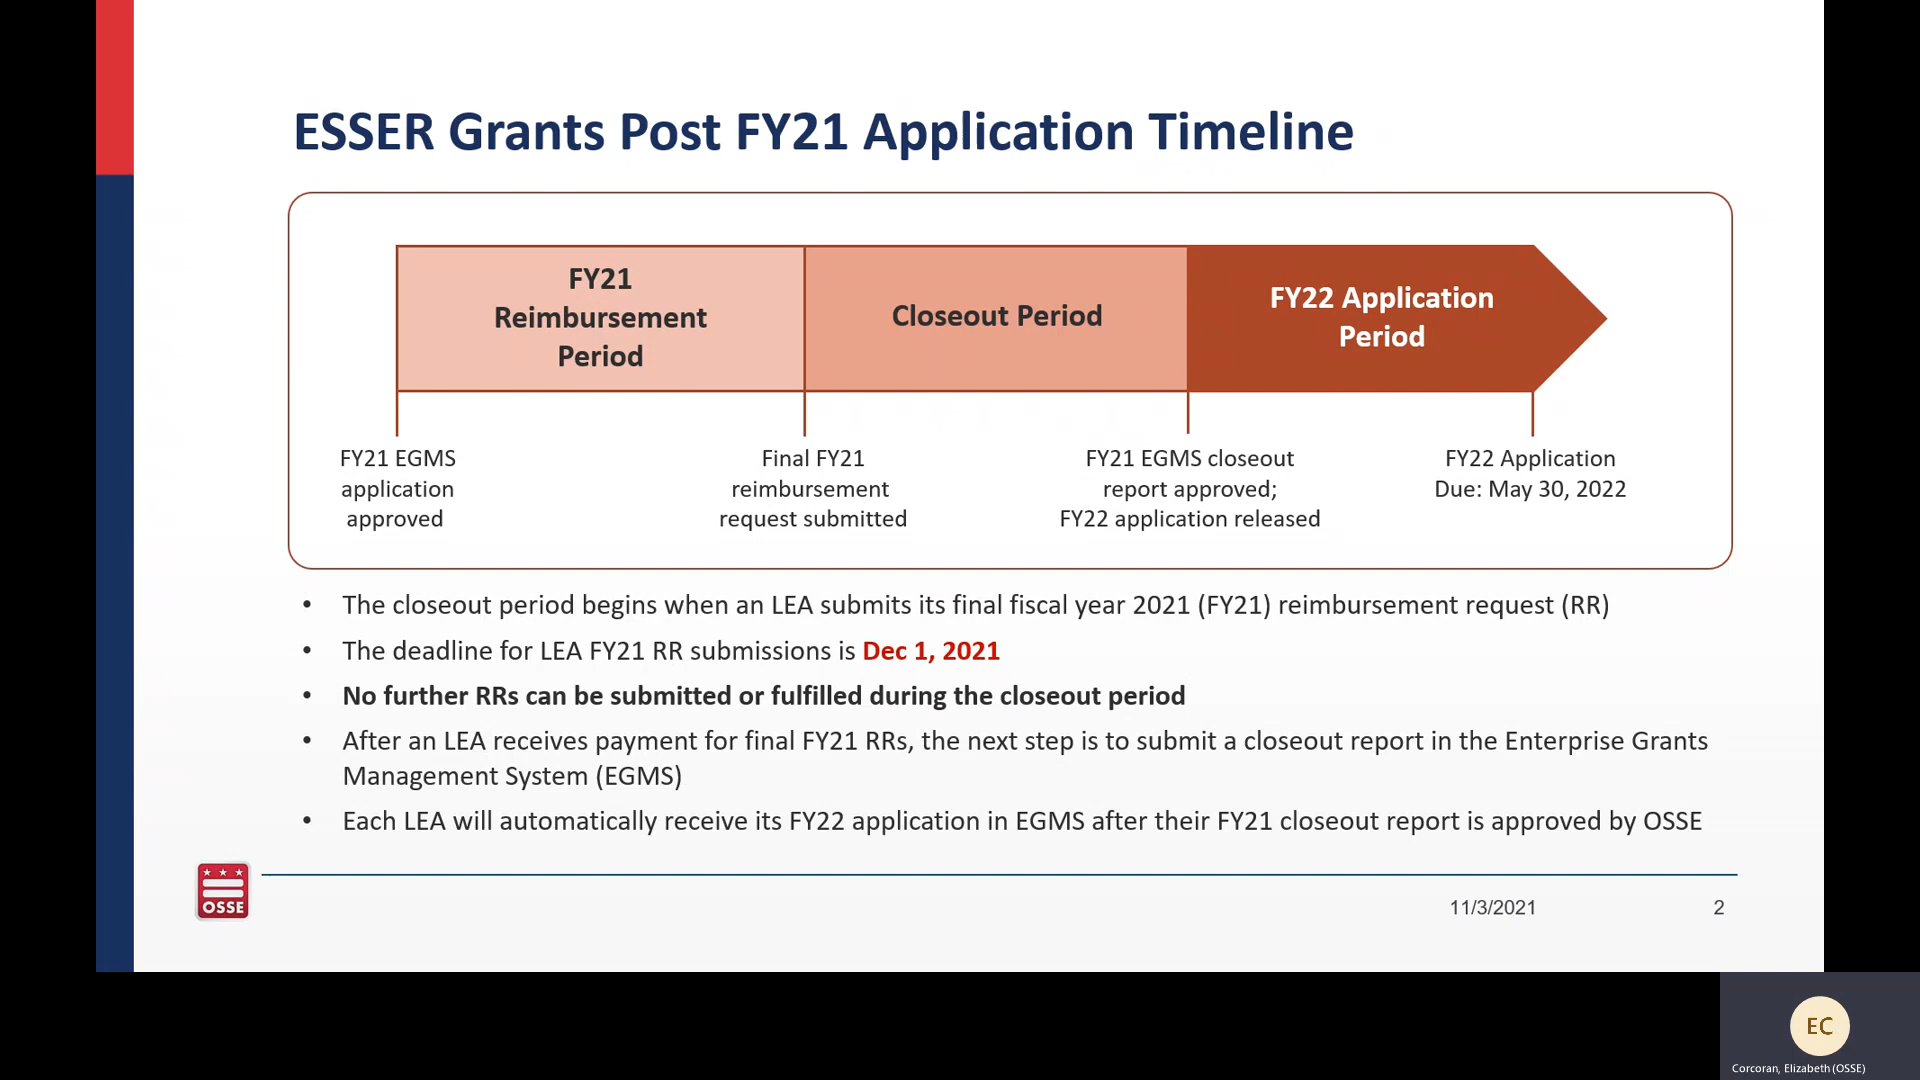 ESSER Grants Post FY21 Application Timeline
FY21
Reimbursement
Period
Closeout Period
FY22 Application
Period
FY21 EGMS
application
approved
Final FY21
reimbursement
request submitted
FY21 EGMS closeout
report approved;
FY22 application released
FY22 Application
Due: May 30, 2022
• The closeout period begins when an LEA submits its final fiscal year 2021 (FY21) reimbursement request (RR)
• The deadline for LEA FY21 RR submissions is Dec 1, 2021
• No further RRs can be submitted or fulfilled during the closeout period
• After an LEA receives payment for final FY21 RRs, the next step is to submit a closeout report in the Enterprise Grants
Management System (EGMS)
• Each LEA will automatically receive its FY22 application in EGMS after their FY21 closeout report is approved by OSSE
OSSE
11/3/2021
2
EC
Corcoran, Elizabeth (OSSE)